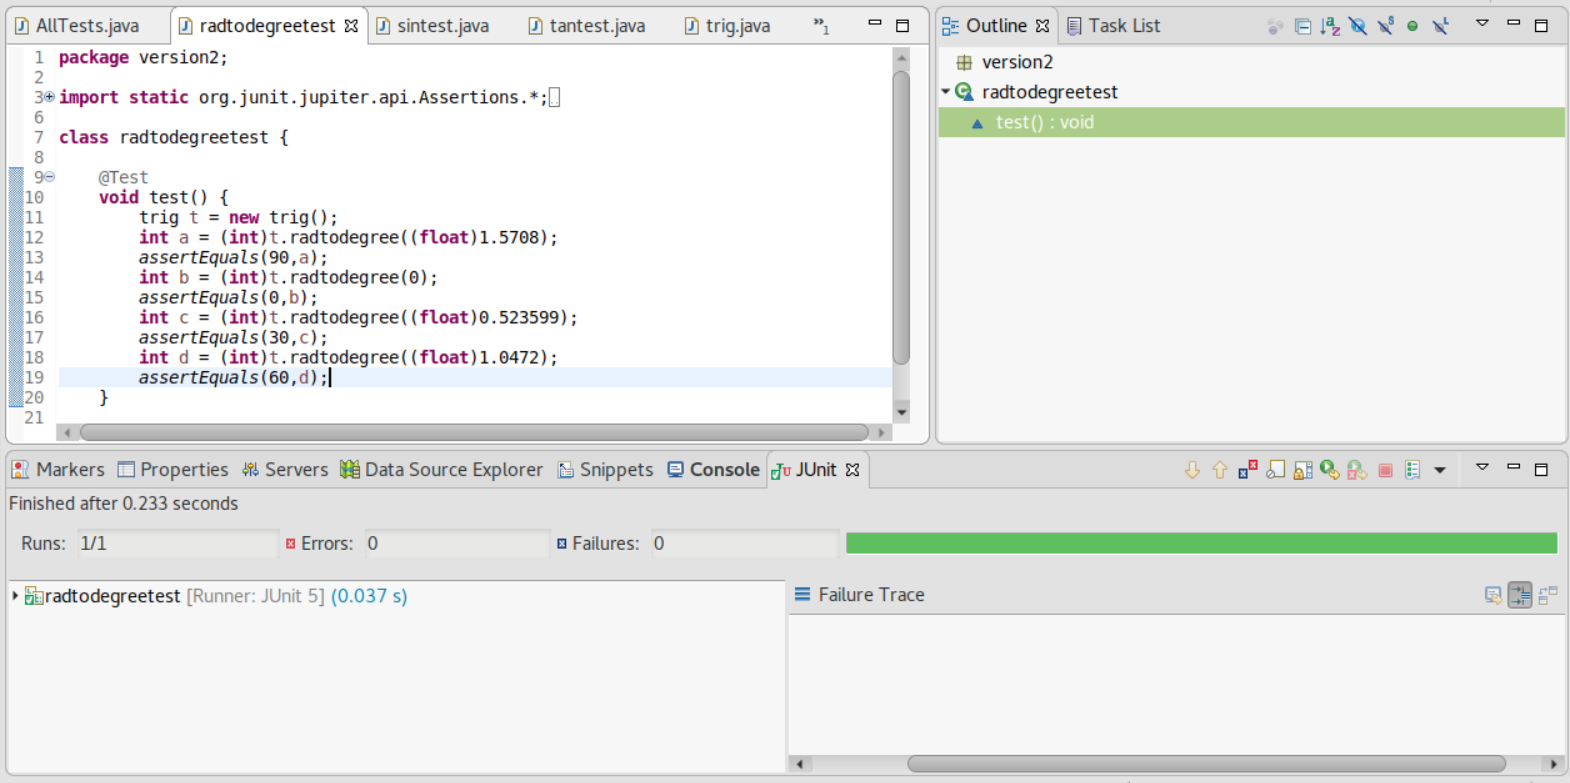 AllTests.java radtodegreetest sintest.java tantest.java trig.java »1
Outline Task List
1 package version2;
2
3 import static org.junit.jupiter.api.Assertions.*;
6
7 class radtodegreetest {
8
9 @Test
10 void test() {
11 trig t = new trig();
12 int a = (int)t.radtodegree((float)1.5708);
13 assertEquals(90,a);
14 int b = (int)t.radtodegree(0);
15 assertEquals(0,b);
16 int c = (int)t.radtodegree((float)0.523599);
17 assertEquals(30,c);
18 int d = (int)t.radtodegree((float)1.0472);
19 assertEquals(60,d);
20 }
21
version2
radtodegreetest
test() : void
Markers Properties Servers Data Source Explorer Snippets Console JUnit
Finished after 0.233 seconds
Runs: 1/1 Errors: 0 Failures: 0
radtodegreetest [Runner: JUnit 5] (0.037 s)
Failure Trace